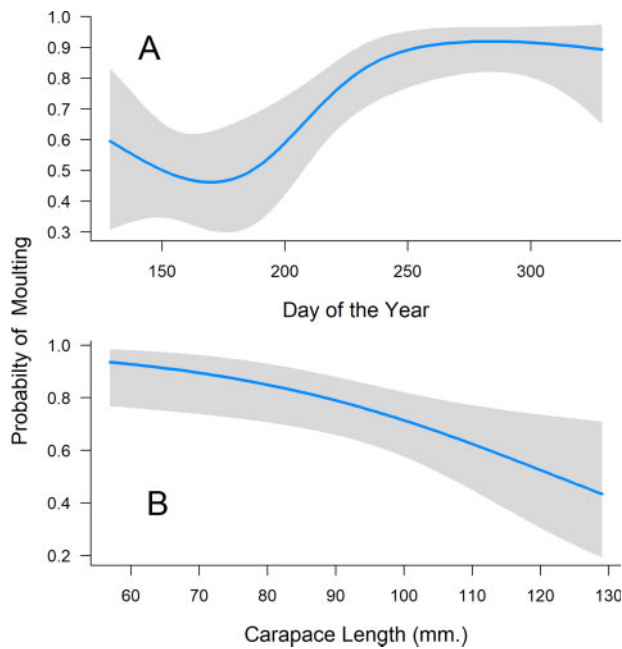 A
1.0
0.9
0.8
0.7
0.6
0.5
0.4
0.3
150 200 250 300
Day of the Year
Probabilty of Moulting
B
1.0
0.8
0.6
0.4
0.2
60 70 80 90 100 110 120 130
Carapace Length (mm.)